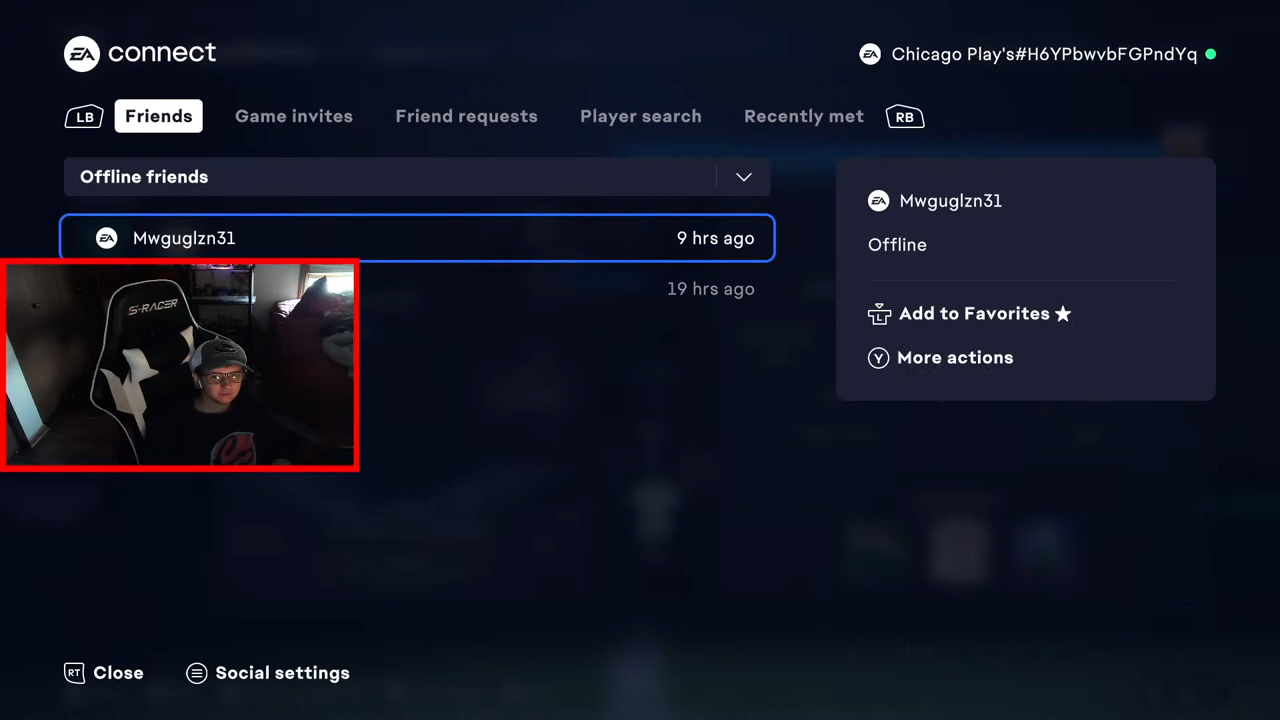 EA connect
EA Chicago Play's#H6YPbwvbFGPndYq
LB Friends Game invites Friend requests Player search Recently met RB
Offline friends
EA Mwguglzn31 9 hrs ago
19 hrs ago
S-RACER
EA Mwguglzn31
Offline
L Add to Favorites
Y More actions
RT Close Social settings